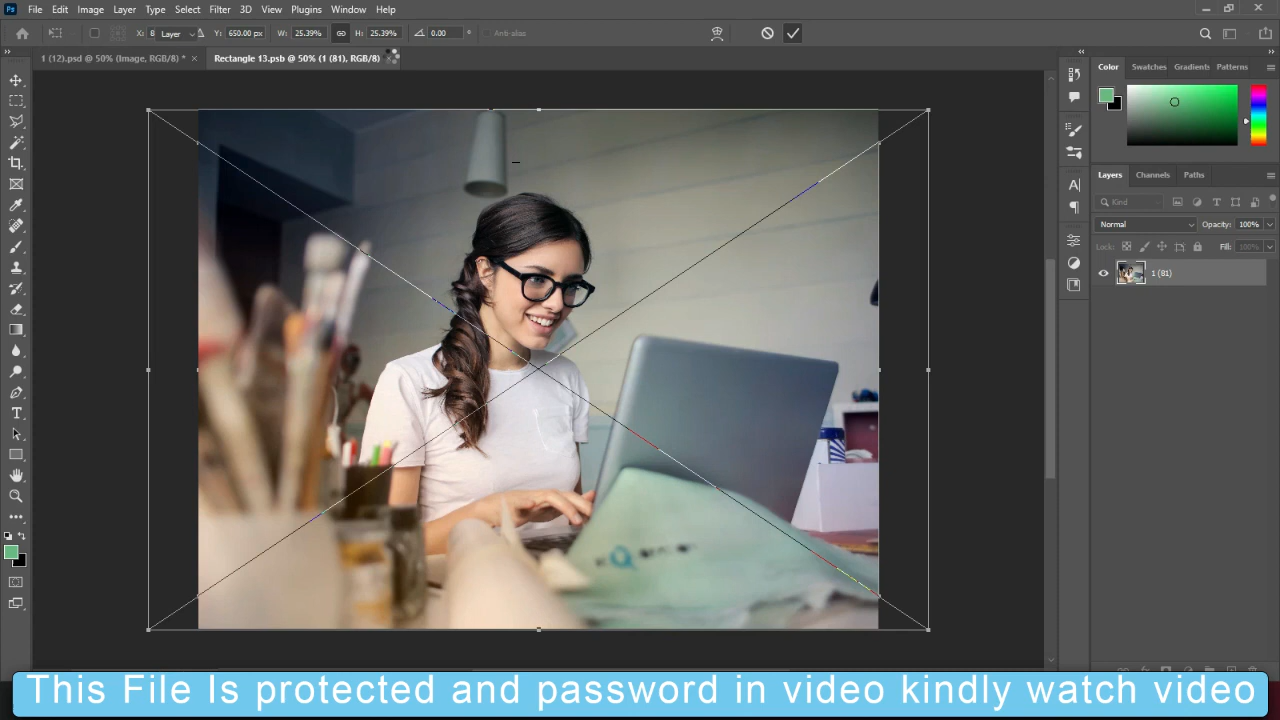 Ps File Edit Image Layer Type Select Filter 3D View Plugins Window Help
X: 8 Layer Y: 650.00 px W: 25.39% H: 25.39% 0.00 ° Anti-alias
1 (12).psd @ 50% (Image, RGB/8) * × Rectangle 13.psb @ 50% (1 (81), RGB/8)
Color Swatches Gradients Patterns
Layers Channels Paths
Kind
Normal Opacity: 100%
Lock: Fill: 100%
1 (81)
This File Is protected and password in video kindly watch video